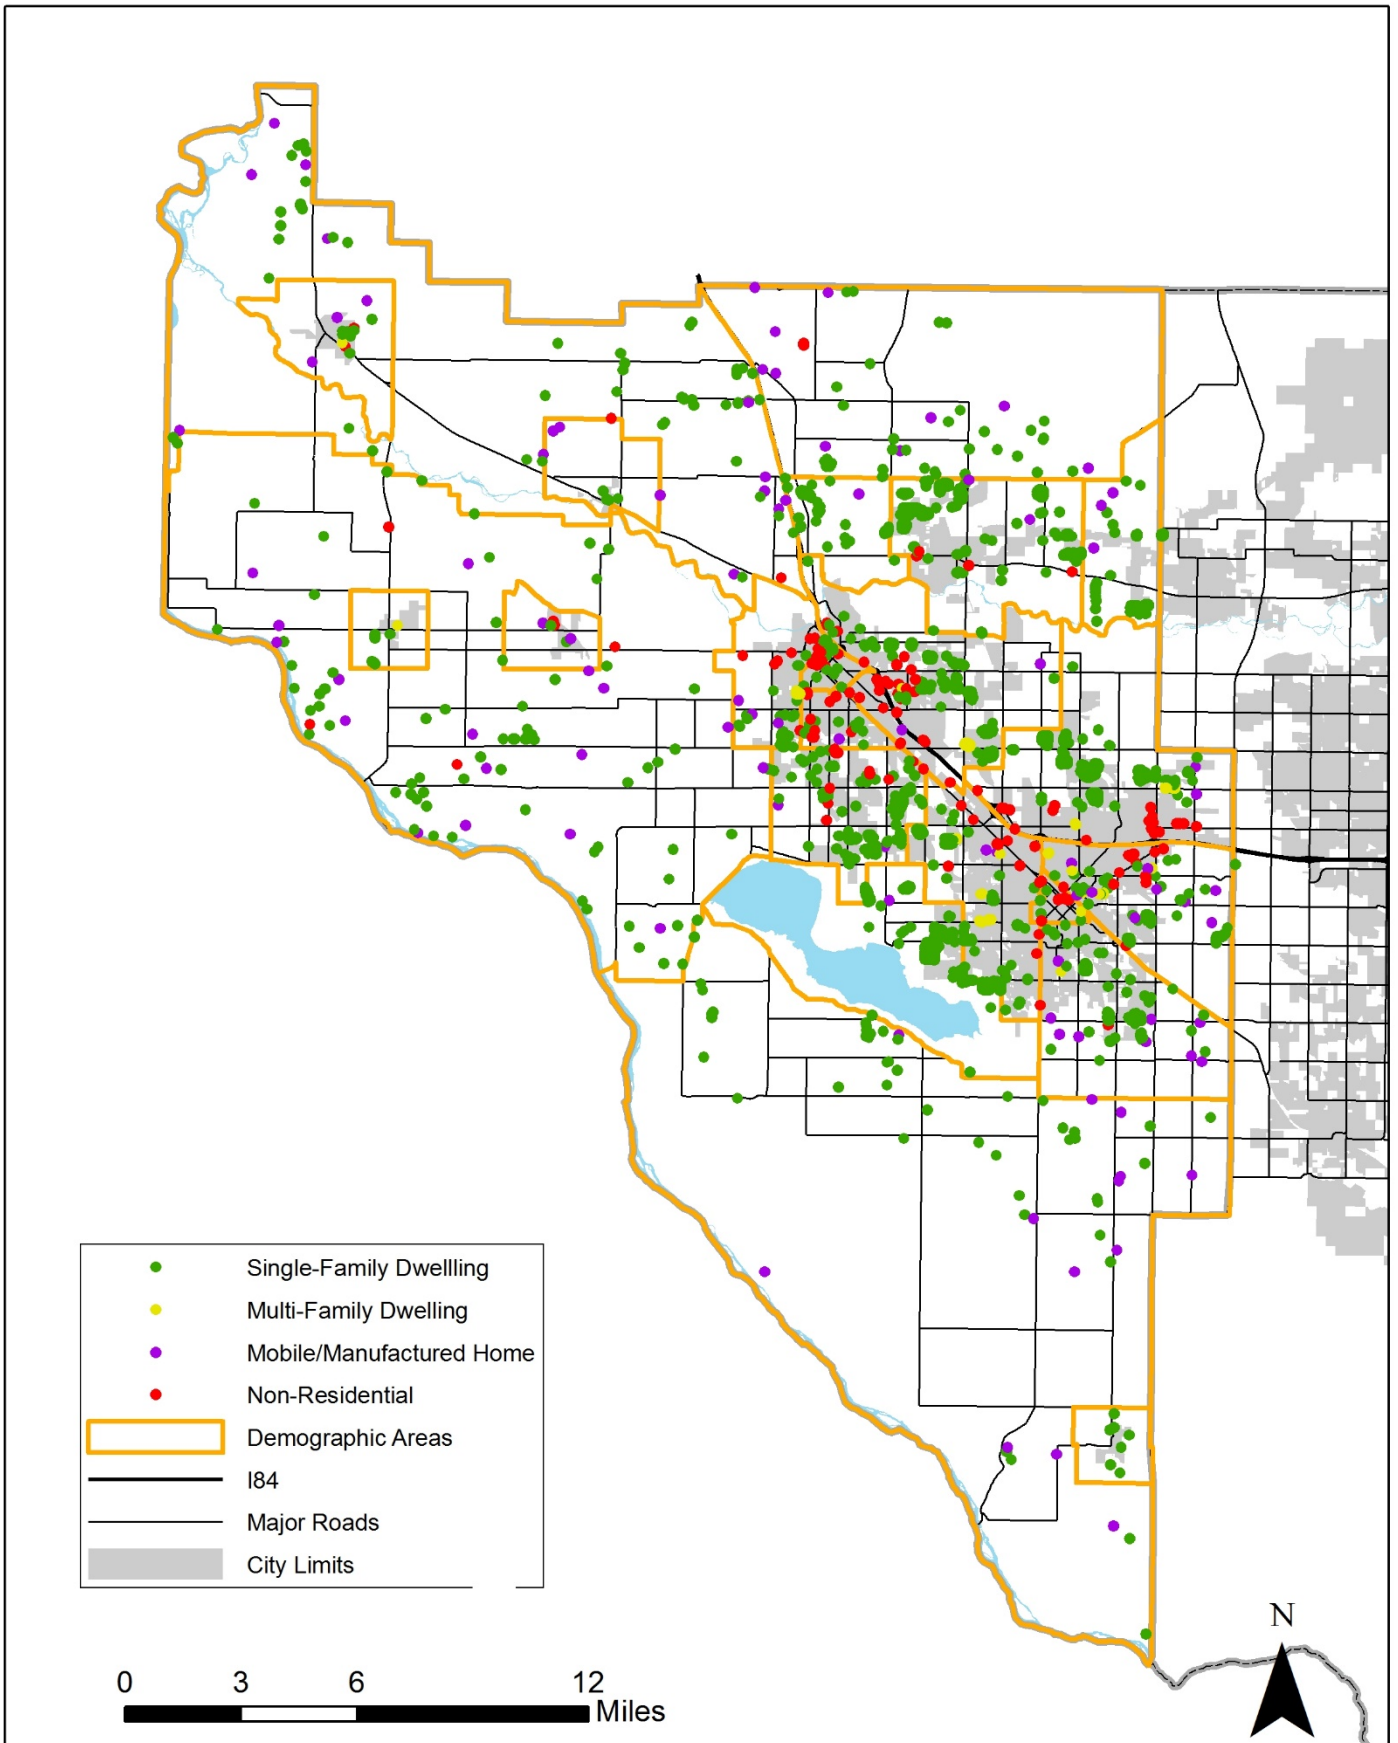 Single-Family Dwellling
Multi-Family Dwelling
Mobile/Manufactured Home
Non-Residential
Demographic Areas
I84
Major Roads
City Limits
N
0 3 6 12
Miles